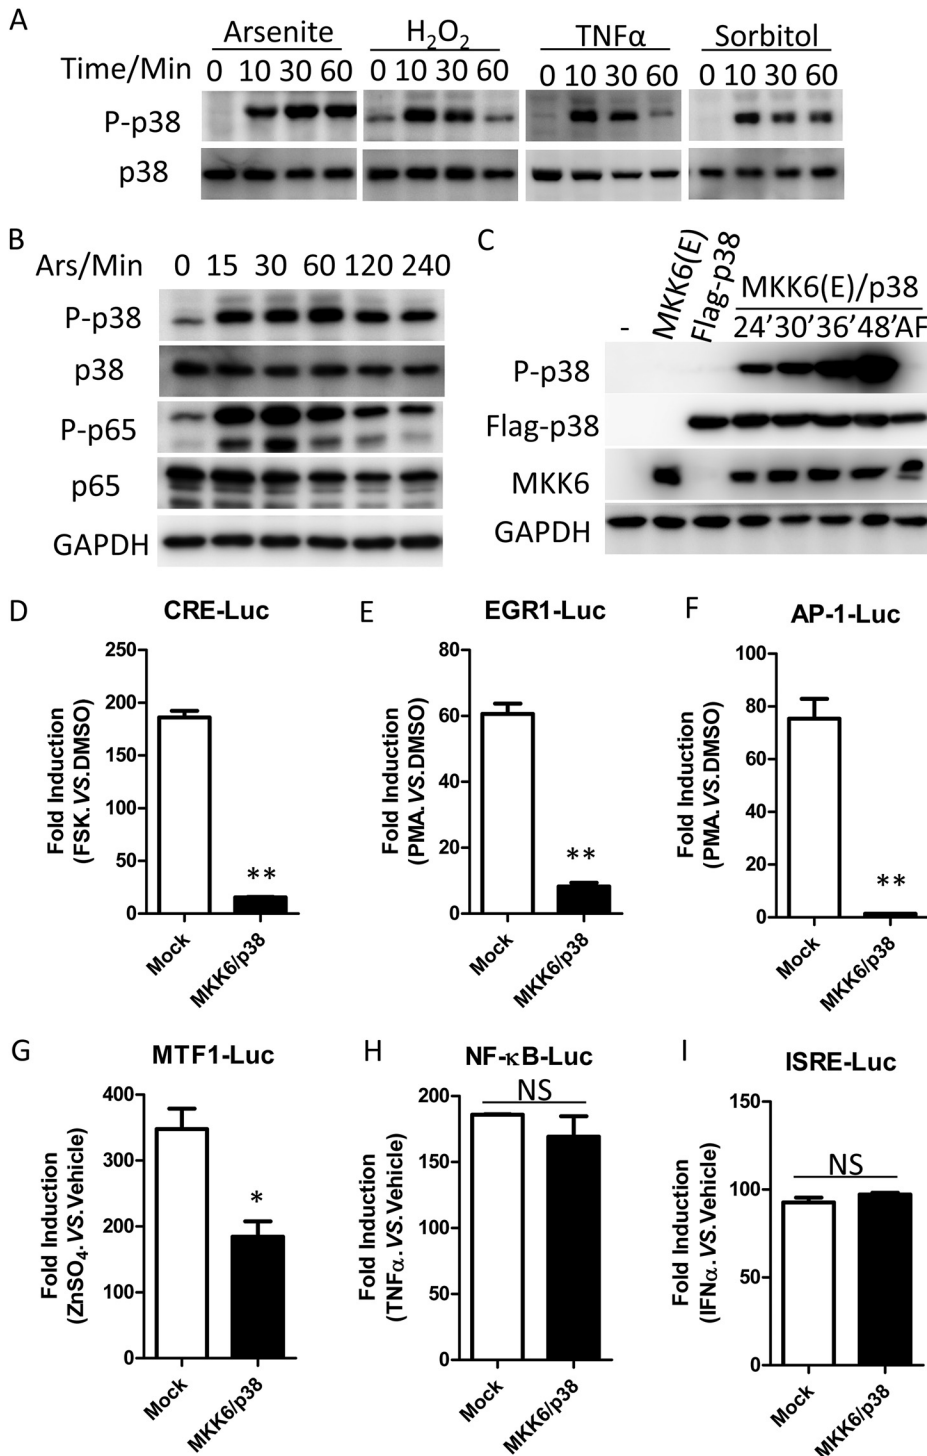 A
Arsenite H₂O₂ TNFα Sorbitol
Time/Min 0 10 30 60 0 10 30 60 0 10 30 60 0 10 30 60
P-p38
p38
B
Ars/Min 0 15 30 60 120 240
P-p38
p38
P-p65
p65
GAPDH
C
- MKK6(E) Flag-p38 MKK6(E)/p38
24' 30' 36' 48' AF
P-p38
Flag-p38
MKK6
GAPDH
D CRE-Luc
Fold Induction
(FSK.VS.DMSO)
250
200
150
100
50
0
**
Mock MKK6/p38
E EGR1-Luc
Fold Induction
(PMA.VS.DMSO)
80
60
40
20
0
**
Mock MKK6/p38
F AP-1-Luc
Fold Induction
(PMA.VS.DMSO)
100
80
60
40
20
0
**
Mock MKK6/p38
G MTF1-Luc
Fold Induction
(ZnSO₄.VS.Vehicle)
400
300
200
100
0
*
Mock MKK6/p38
H NF-κB-Luc
Fold Induction
(TNFα.VS.Vehicle)
200
150
100
50
0
NS
Mock MKK6/p38
I ISRE-Luc
Fold Induction
(IFNα.VS.Vehicle)
150
100
50
0
NS
Mock MKK6/p38